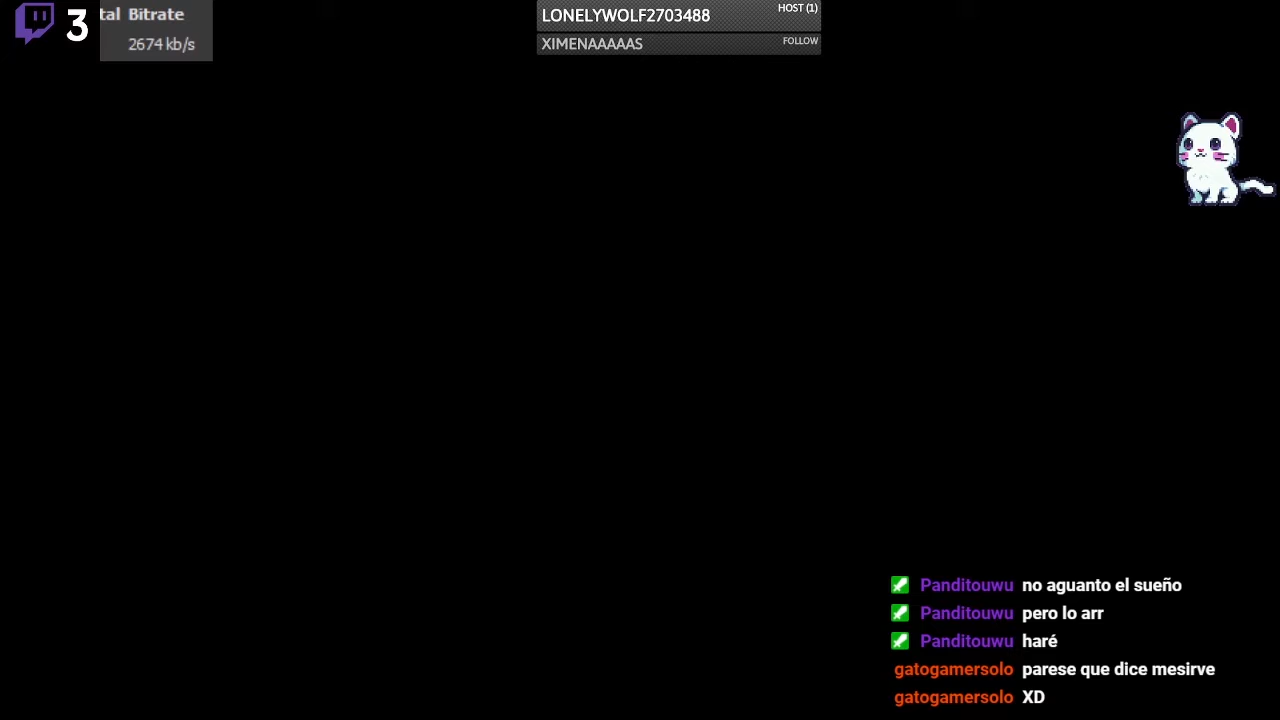 3
tal Bitrate
2674 kb/s
LONELYWOLF2703488 HOST (1)
XIMENAAAAAS FOLLOW
Panditouwu no aguanto el sueño
Panditouwu pero lo arr
Panditouwu haré
gatogamersolo parese que dice mesirve
gatogamersolo XD